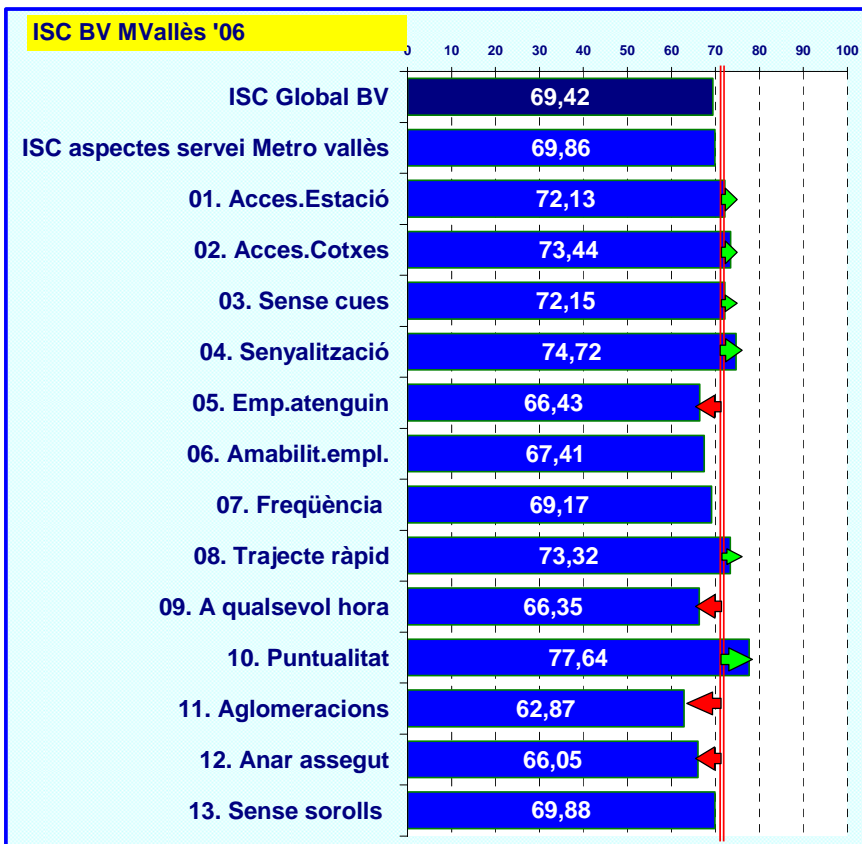 ISC BV MVallès '06
0 10 20 30 40 50 60 70 80 90 100
ISC Global BV 69,42
ISC aspectes servei Metro vallès 69,86
01. Acces.Estació 72,13
02. Acces.Cotxes 73,44
03. Sense cues 72,15
04. Senyalització 74,72
05. Emp.atenguin 66,43
06. Amabilit.empl. 67,41
07. Freqüència 69,17
08. Trajecte ràpid 73,32
09. A qualsevol hora 66,35
10. Puntualitat 77,64
11. Aglomeracions 62,87
12. Anar assegut 66,05
13. Sense sorolls 69,88